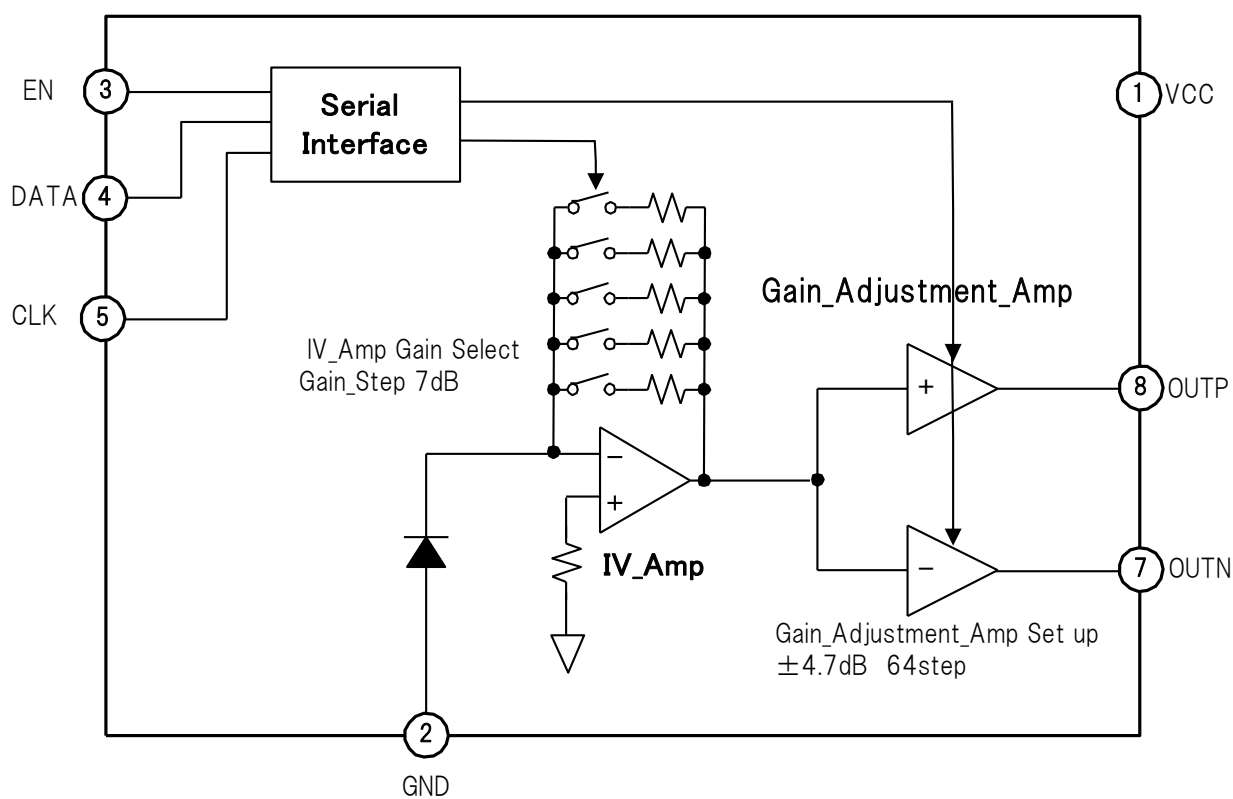 EN
3
Serial
Interface
1
VCC
DATA
4
CLK
5
Gain_Adjustment_Amp
IV_Amp Gain Select
Gain_Step 7dB
+
8
OUTP
−
+
IV_Amp
−
7
OUTN
Gain_Adjustment_Amp Set up
±4.7dB 64step
2
GND